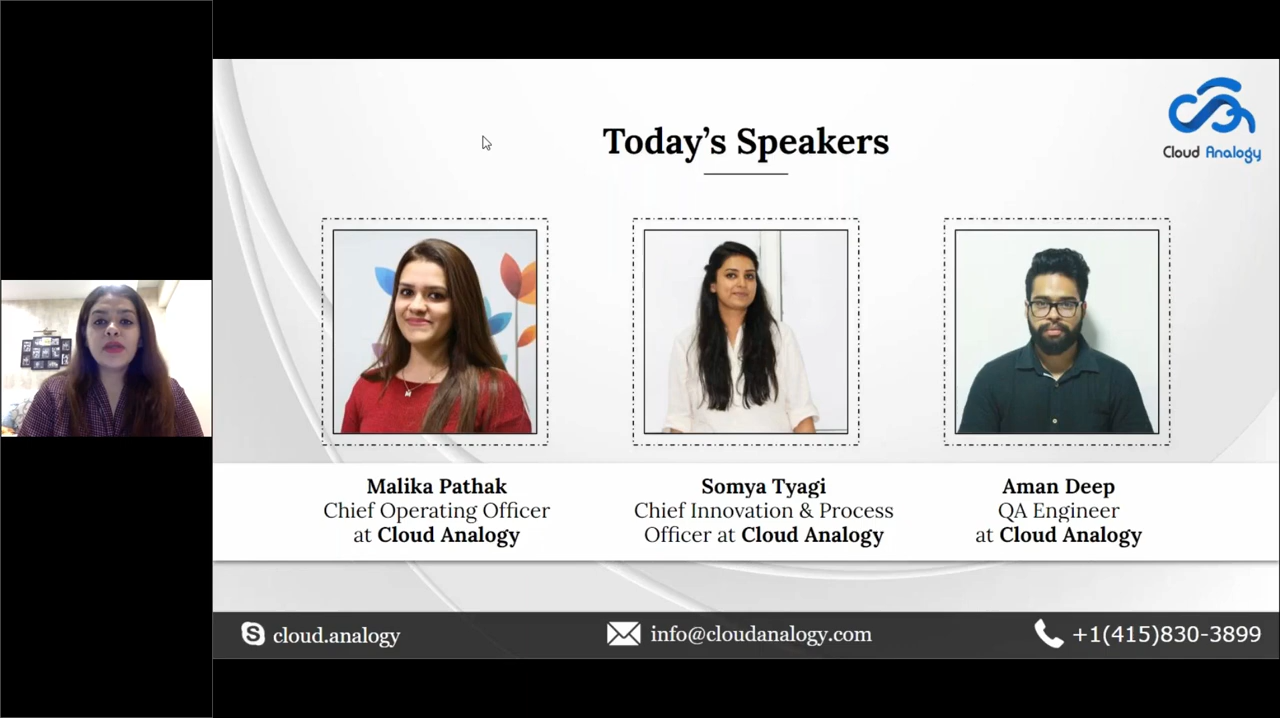 Today's Speakers
Cloud Analogy
Malika Pathak
Chief Operating Officer
at Cloud Analogy
Somya Tyagi
Chief Innovation & Process
Officer at Cloud Analogy
Aman Deep
QA Engineer
at Cloud Analogy
cloud.analogy
info@cloudanalogy.com
+1(415)830-3899